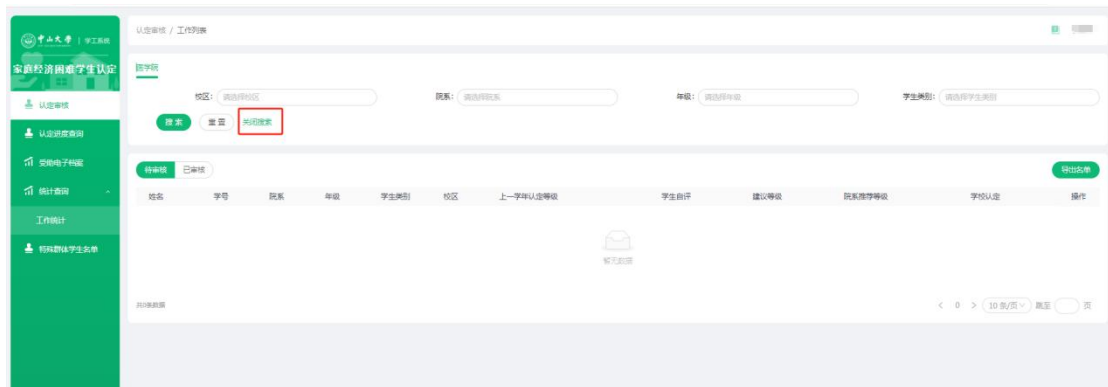 中山大学 | 学工系统
家庭经济困难学生认定
认定审核
认定进度查询
受助电子档案
统计查询
工作统计
特殊群体学生名单
认定审核 / 工作列表
院系: 请选择院系
校区: 请选择校区
年级: 请选择年级
学生类别: 请选择学生类别
搜索 重置 关闭搜索
待审核 已审核
导出名单
姓名 学号 院系 年级 学生类别 校区 上一学年认定等级 学生自评 建议等级 院系推荐等级 学校认定 操作
暂无数据
共0条数据
< 0 > 10 条/页 跳至 页